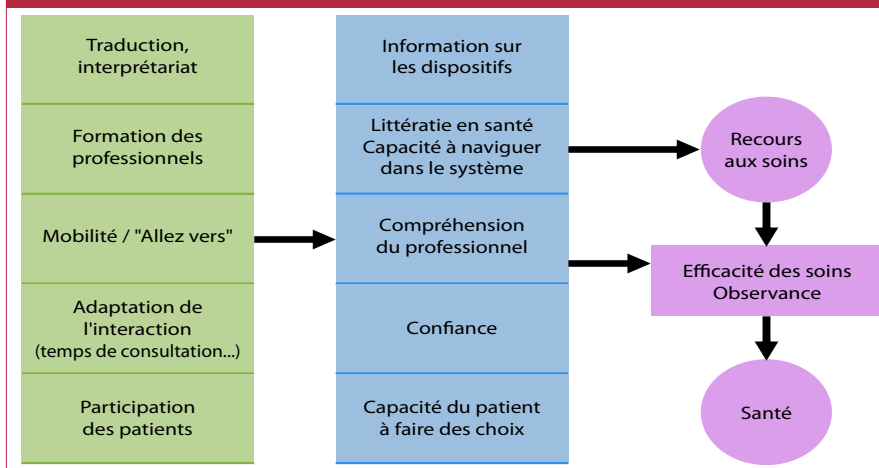 Traduction,
interprétariat
Formation des
professionnels
Mobilité / "Allez vers"
Adaptation de
l'interaction
(temps de consultation...)
Participation
des patients
Information sur
les dispositifs
Littératie en santé
Capacité à naviguer
dans le système
Compréhension
du professionnel
Confiance
Capacité du patient
à faire des choix
Recours
aux soins
Efficacité des soins
Observance
Santé